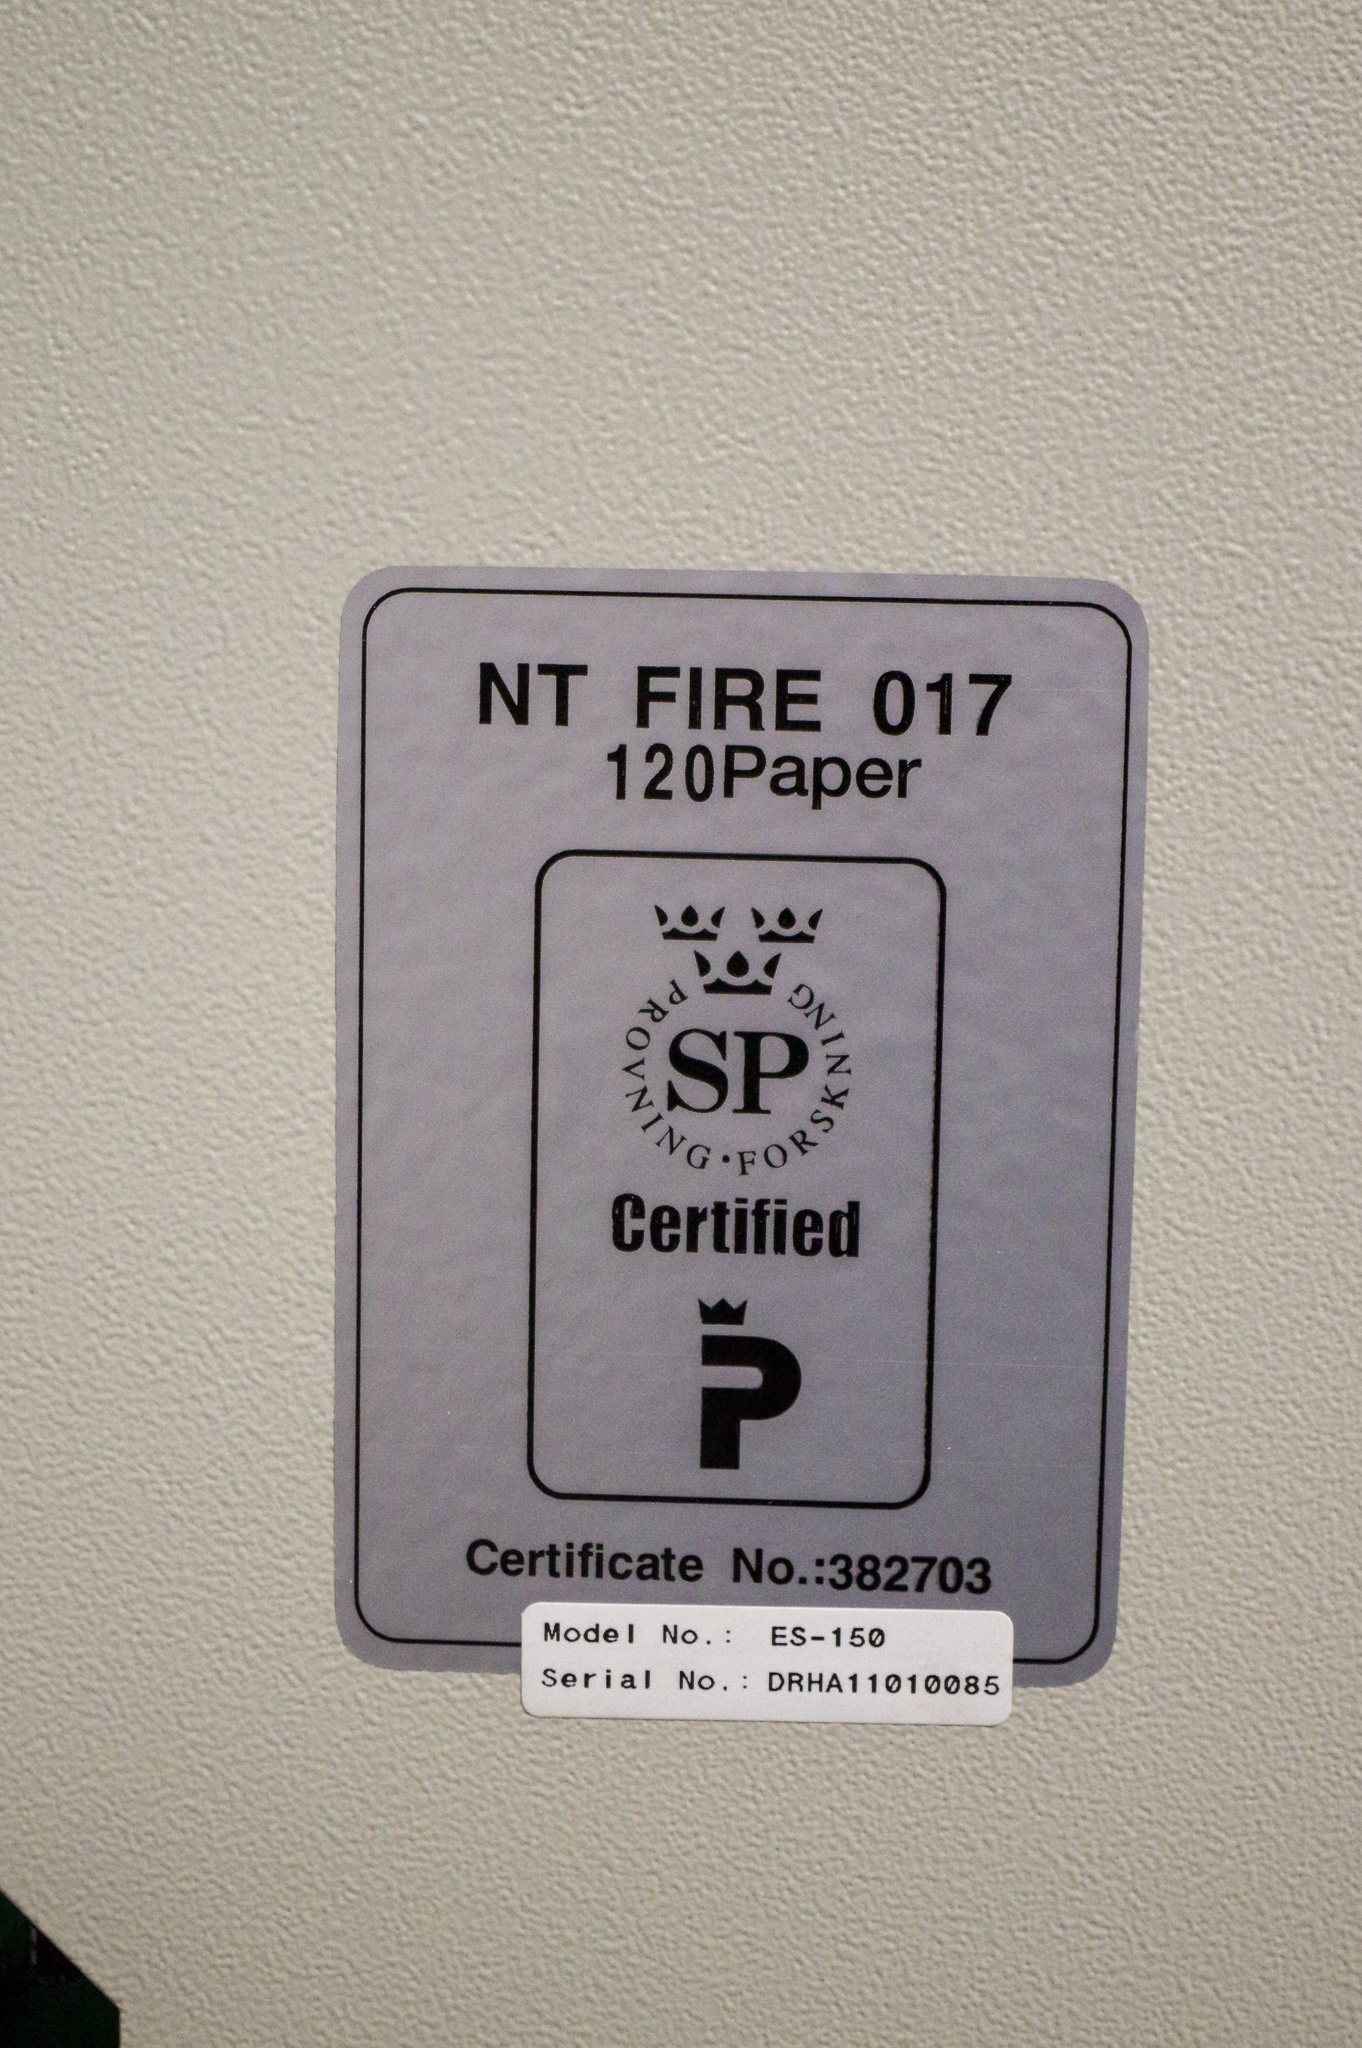 NT FIRE 017
120Paper
PROVNING · FORSKNING
SP
Certified
P
Certificate No.:382703
Model No.: ES-150
Serial No.: DRHA11010085